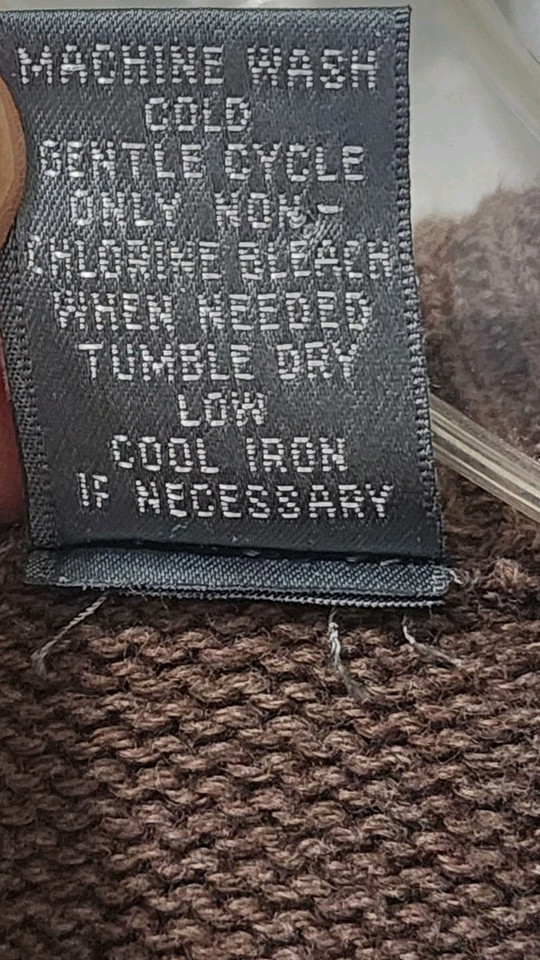 MACHINE WASH
COLD
GENTLE CYCLE
ONLY NON-
CHLORINE BLEACH
WHEN NEEDED
TUMBLE DRY
LOW
COOL IRON
IF NECESSARY